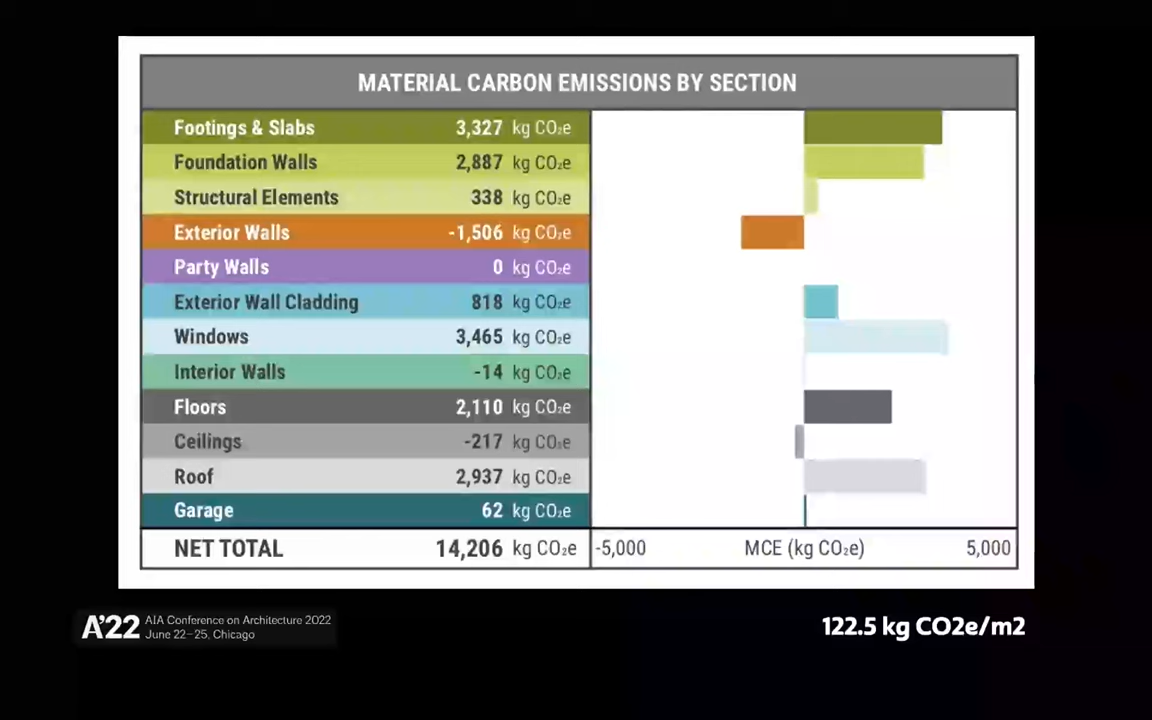 MATERIAL CARBON EMISSIONS BY SECTION
Footings & Slabs 3,327 kg CO₂e
Foundation Walls 2,887 kg CO₂e
Structural Elements 338 kg CO₂e
Exterior Walls -1,506 kg CO₂e
Party Walls 0 kg CO₂e
Exterior Wall Cladding 818 kg CO₂e
Windows 3,465 kg CO₂e
Interior Walls -14 kg CO₂e
Floors 2,110 kg CO₂e
Ceilings -217 kg CO₂e
Roof 2,937 kg CO₂e
Garage 62 kg CO₂e
NET TOTAL 14,206 kg CO₂e -5,000 MCE (kg CO₂e) 5,000
A'22 AIA Conference on Architecture 2022
June 22–25, Chicago
122.5 kg CO2e/m2